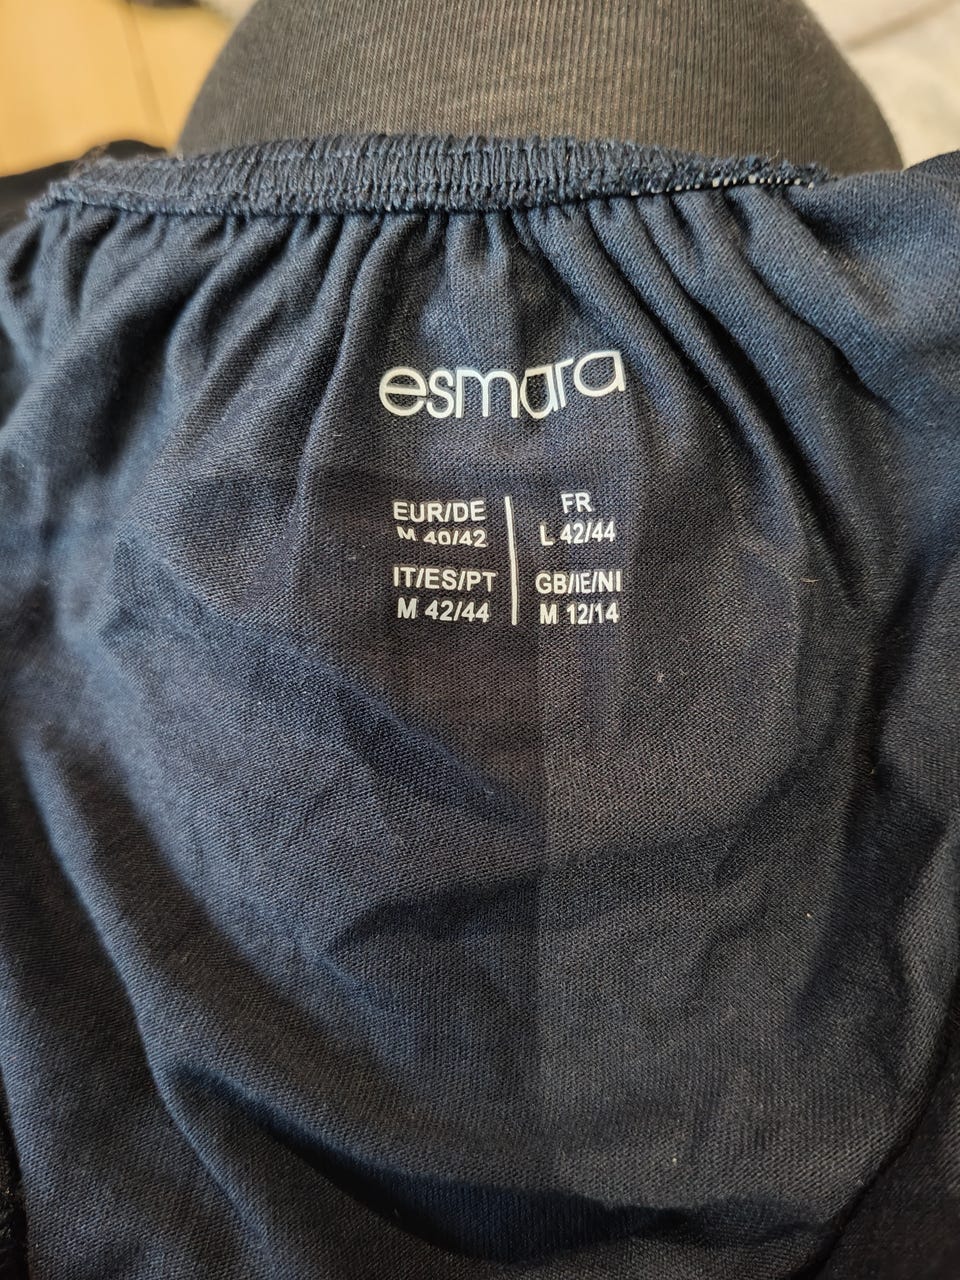 esmara
EUR/DE
M 40/42
IT/ES/PT
M 42/44
FR
L 42/44
GB/IE/NI
M 12/14